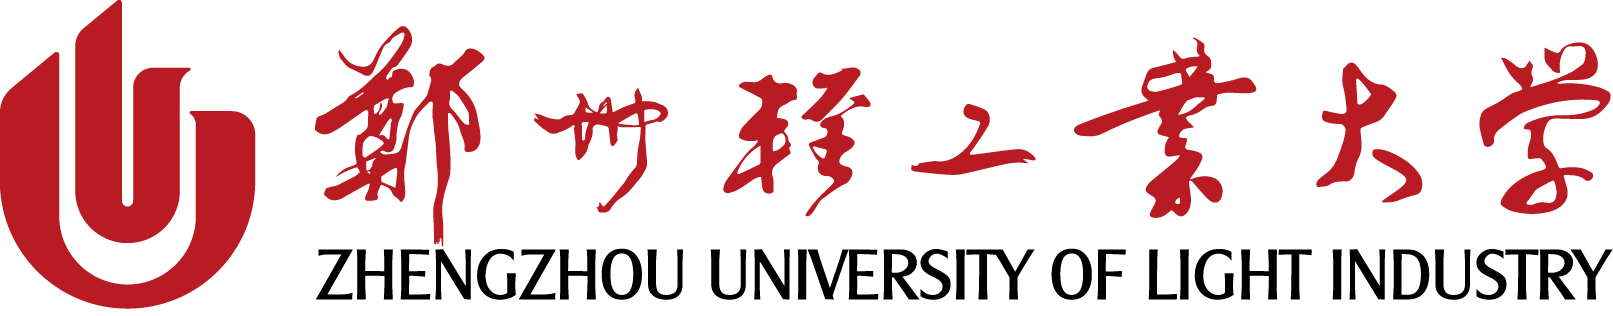 郑州轻工业大学
ZHENGZHOU UNIVERSITY OF LIGHT INDUSTRY